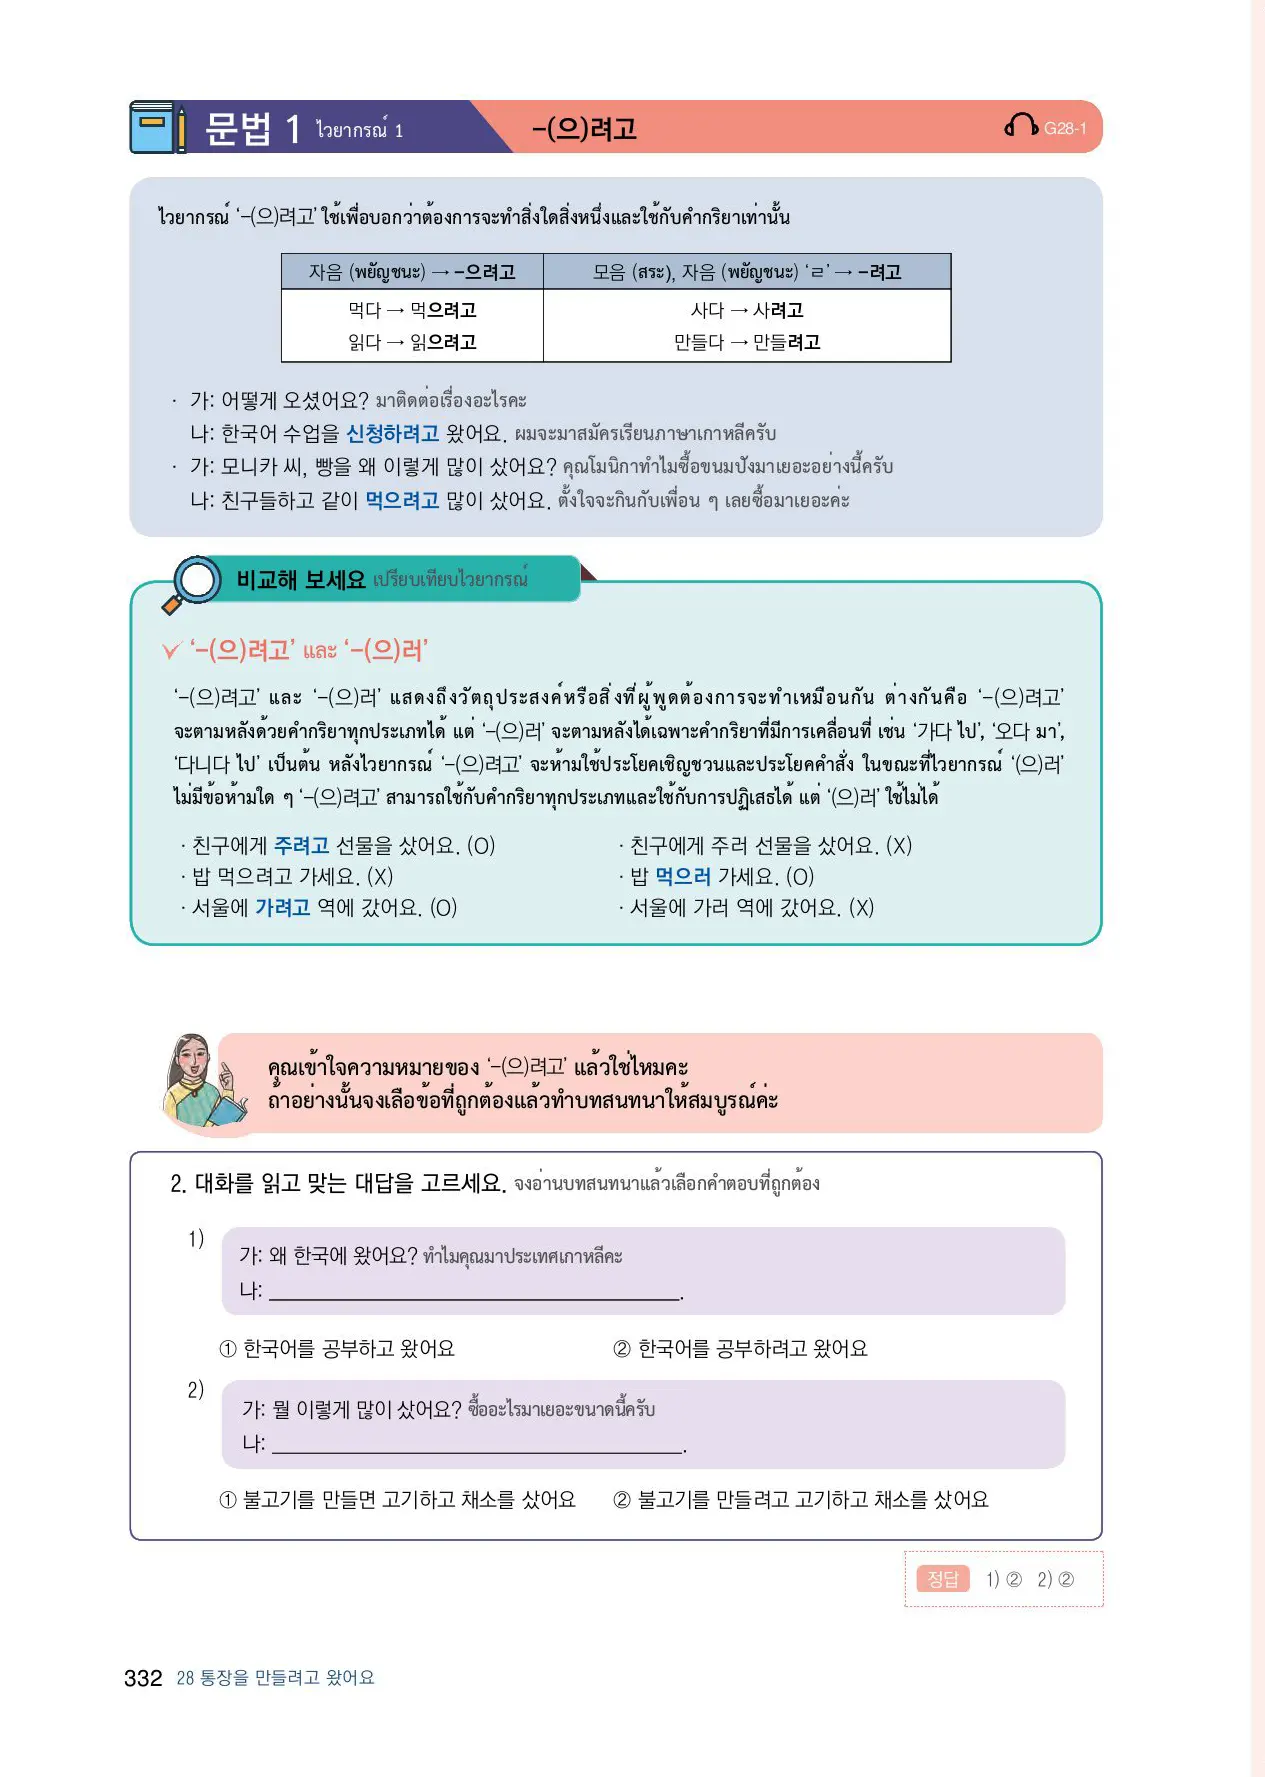 문법 1 ไวยากรณ์ 1 -(으)려고 G28-1
ไวยากรณ์ ‘-(으)려고’ ใช้เพื่อบอกว่าต้องการจะทำสิ่งใดสิ่งหนึ่งและใช้กับคำกริยาเท่านั้น
자음 (พยัญชนะ) → -으려고 모음 (สระ), 자음 (พยัญชนะ) ‘ㄹ’ → -려고
먹다 → 먹으려고 사다 → 사려고
읽다 → 읽으려고 만들다 → 만들려고
· 가: 어떻게 오셨어요? มาติดต่อเรื่องอะไรคะ
나: 한국어 수업을 신청하려고 왔어요. ผมจะมาสมัครเรียนภาษาเกาหลีครับ
· 가: 모니카 씨, 빵을 왜 이렇게 많이 샀어요? คุณโมนิกาทำไมซื้อขนมปังมาเยอะอย่างนี้ครับ
나: 친구들하고 같이 먹으려고 많이 샀어요. ตั้งใจจะกินกับเพื่อน ๆ เลยซื้อมาเยอะค่ะ
비교해 보세요 เปรียบเทียบไวยากรณ์
‘-(으)려고’ และ ‘-(으)러’
‘-(으)려고’ และ ‘-(으)러’ แสดงถึงวัตถุประสงค์หรือสิ่งที่ผู้พูดต้องการจะทำเหมือนกัน ต่างกันคือ ‘-(으)려고’
จะตามหลังด้วยคำกริยาทุกประเภทได้ แต่ ‘-(으)러’ จะตามหลังได้เฉพาะคำกริยาที่มีการเคลื่อนที่ เช่น ‘가다 ไป’, ‘오다 มา’,
‘다니다 ไป’ เป็นต้น หลังไวยากรณ์ ‘-(으)려고’ จะห้ามใช้ประโยคเชิญชวนและประโยคคำสั่ง ในขณะที่ไวยากรณ์ ‘(으)러’
ไม่มีข้อห้ามใด ๆ ‘-(으)려고’ สามารถใช้กับคำกริยาทุกประเภทและใช้กับการปฏิเสธได้ แต่ ‘(으)러’ ใช้ไม่ได้
· 친구에게 주려고 선물을 샀어요. (O) · 친구에게 주러 선물을 샀어요. (X)
· 밥 먹으려고 가세요. (X) · 밥 먹으러 가세요. (O)
· 서울에 가려고 역에 갔어요. (O) · 서울에 가러 역에 갔어요. (X)
คุณเข้าใจความหมายของ ‘-(으)려고’ แล้วใช่ไหมคะ
ถ้าอย่างนั้นจงเลือข้อที่ถูกต้องแล้วทำบทสนทนาให้สมบูรณ์ค่ะ
2. 대화를 읽고 맞는 대답을 고르세요. จงอ่านบทสนทนาแล้วเลือกคำตอบที่ถูกต้อง
1)
가: 왜 한국에 왔어요? ทำไมคุณมาประเทศเกาหลีคะ
나: ________________________________.
① 한국어를 공부하고 왔어요 ② 한국어를 공부하려고 왔어요
2)
가: 뭘 이렇게 많이 샀어요? ซื้ออะไรมาเยอะขนาดนี้ครับ
나: ________________________________.
① 불고기를 만들면 고기하고 채소를 샀어요 ② 불고기를 만들려고 고기하고 채소를 샀어요
정답 1) ② 2) ②
332 28 통장을 만들려고 왔어요